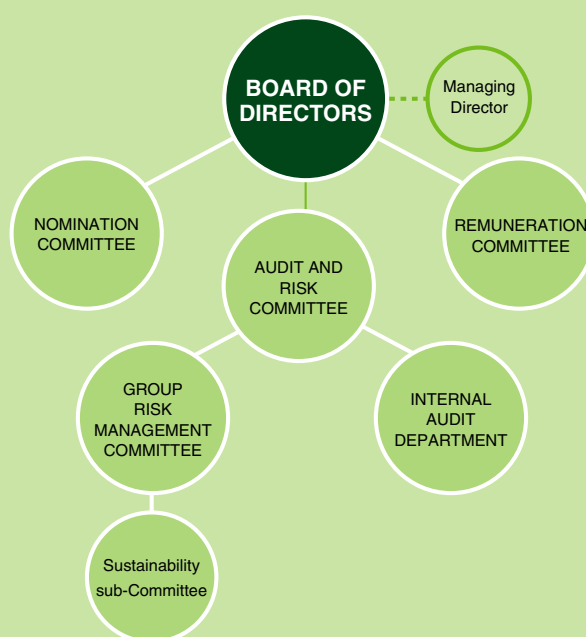 BOARD OF
DIRECTORS
Managing
Director
NOMINATION
COMMITTEE
REMUNERATION
COMMITTEE
AUDIT AND
RISK
COMMITTEE
GROUP
RISK
MANAGEMENT
COMMITTEE
INTERNAL
AUDIT
DEPARTMENT
Sustainability
sub-Committee